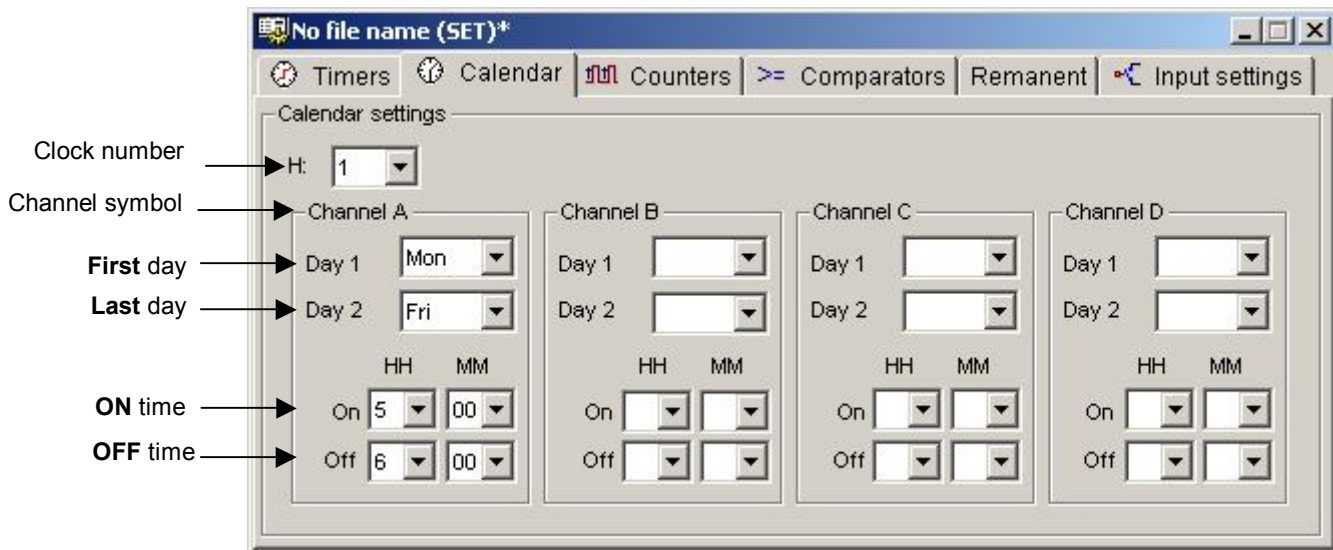 No file name (SET)*
Timers Calendar Counters >= Comparators Remanent Input settings
Calendar settings
Clock number H: 1
Channel symbol Channel A Channel B Channel C Channel D
First day Day 1 Mon Day 1 Day 1 Day 1
Last day Day 2 Fri Day 2 Day 2 Day 2
HH MM HH MM HH MM HH MM
ON time On 5 00 On On On
OFF time Off 6 00 Off Off Off